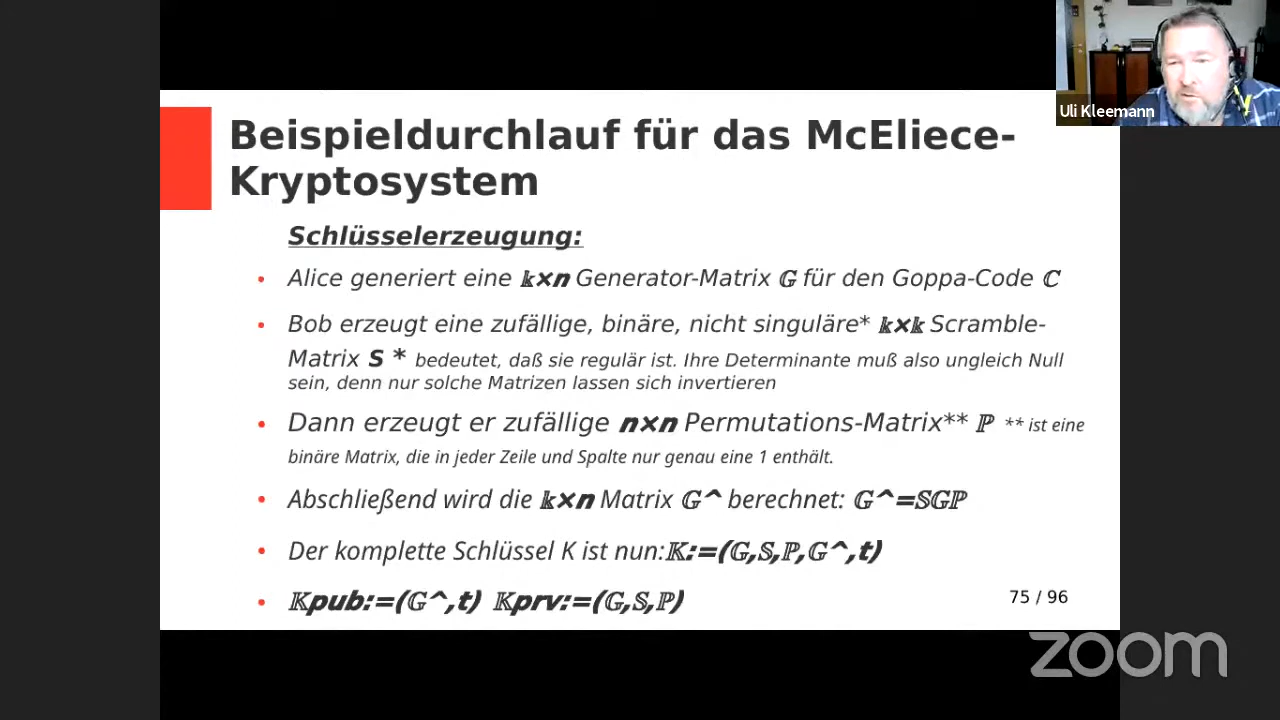 Uli Kleemann
Beispieldurchlauf für das McEliece-
Kryptosystem
Schlüsselerzeugung:
• Alice generiert eine 𝕜×n Generator-Matrix 𝔾 für den Goppa-Code ℂ
• Bob erzeugt eine zufällige, binäre, nicht singuläre* 𝕜×𝕜 Scramble-
Matrix S * bedeutet, daß sie regulär ist. Ihre Determinante muß also ungleich Null
sein, denn nur solche Matrizen lassen sich invertieren
• Dann erzeugt er zufällige n×n Permutations-Matrix** ℙ ** ist eine
binäre Matrix, die in jeder Zeile und Spalte nur genau eine 1 enthält.
• Abschließend wird die 𝕜×n Matrix 𝔾^ berechnet: 𝔾^=𝕊𝔾ℙ
• Der komplette Schlüssel K ist nun:𝕂:=(𝔾,𝕊,ℙ,𝔾^,t)
• 𝕂pub:=(𝔾^,t) 𝕂prv:=(𝔾,𝕊,ℙ)
75 / 96
zoom